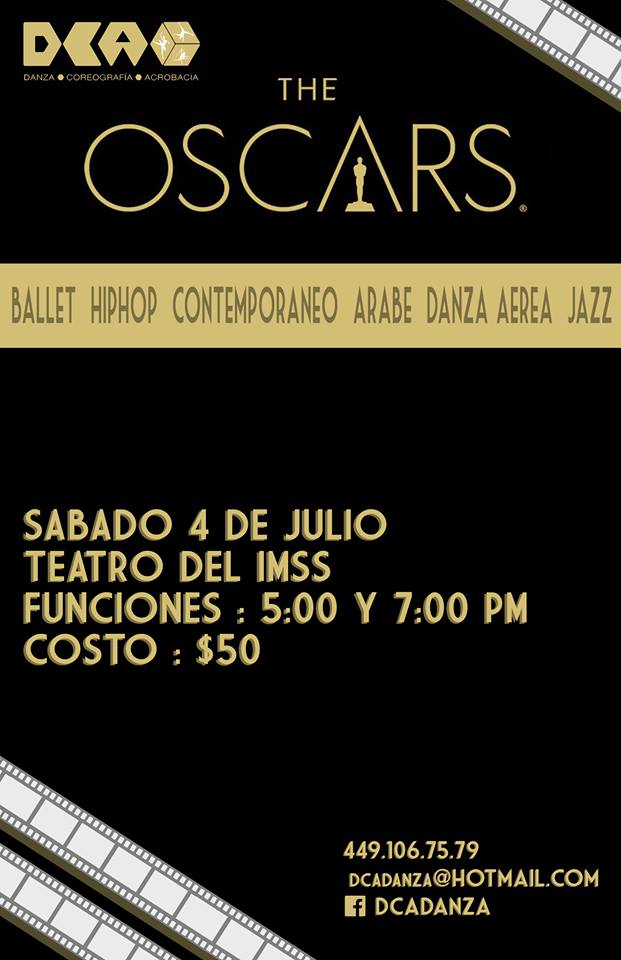 DCA
DANZA ● COREOGRAFÍA ● ACROBACIA
THE
OSCARS®
BALLET HIPHOP CONTEMPORANEO ARABE DANZA AEREA JAZZ
SABADO 4 DE JULIO
TEATRO DEL IMSS
FUNCIONES : 5:00 Y 7:00 PM
COSTO : $50
449.106.75.79
DCADANZA@HOTMAIL.COM
f DCADANZA